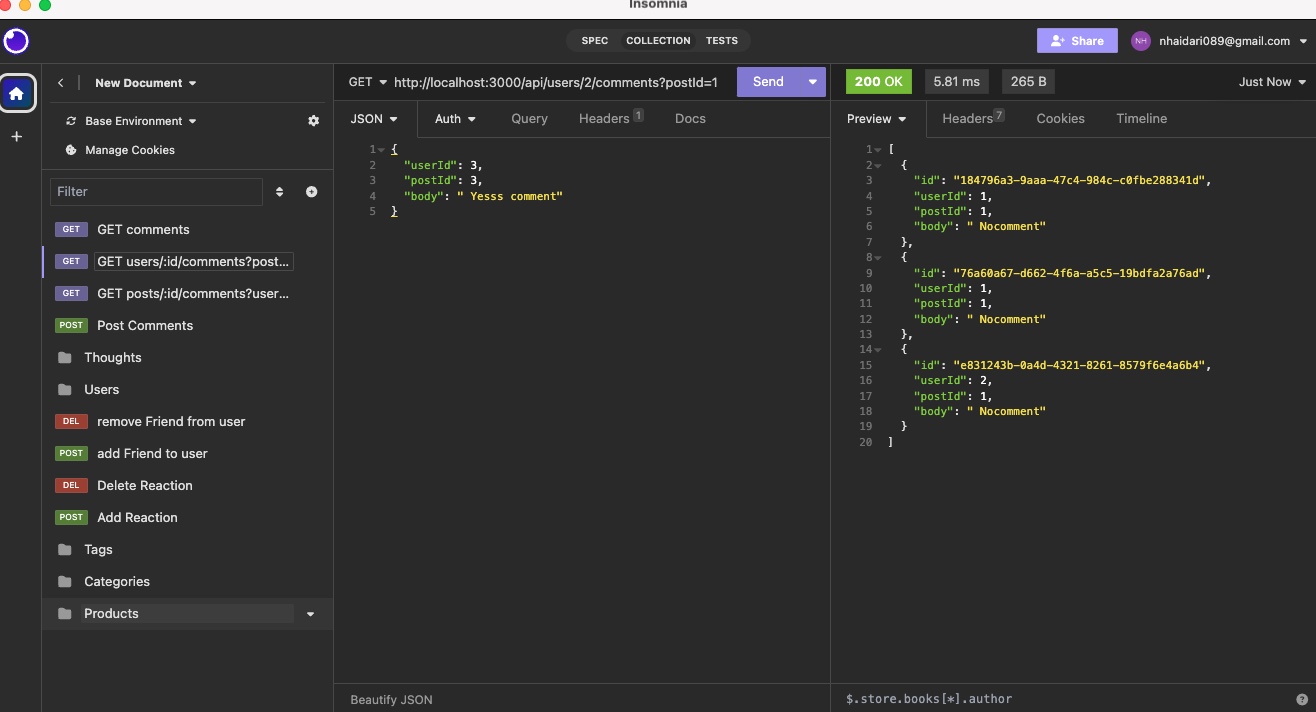 Insomnia
SPEC COLLECTION TESTS
Share
NH nhaidari089@gmail.com
New Document
Base Environment
Manage Cookies
Filter
GET GET comments
GET GET users/:id/comments?post...
GET GET posts/:id/comments?user...
POST Post Comments
Thoughts
Users
DEL remove Friend from user
POST add Friend to user
DEL Delete Reaction
POST Add Reaction
Tags
Categories
Products
GET http://localhost:3000/api/users/2/comments?postId=1 Send
JSON Auth Query Headers 1 Docs
1 {
2 "userId": 3,
3 "postId": 3,
4 "body": " Yesss comment"
5 }
Beautify JSON
200 OK 5.81 ms 265 B Just Now
Preview Headers 7 Cookies Timeline
1 [
2 {
3 "id": "184796a3-9aaa-47c4-984c-c0fbe288341d",
4 "userId": 1,
5 "postId": 1,
6 "body": " Nocomment"
7 },
8 {
9 "id": "76a60a67-d662-4f6a-a5c5-19bdfa2a76ad",
10 "userId": 1,
11 "postId": 1,
12 "body": " Nocomment"
13 },
14 {
15 "id": "e831243b-0a4d-4321-8261-8579f6e4a6b4",
16 "userId": 2,
17 "postId": 1,
18 "body": " Nocomment"
19 }
20 ]
$.store.books[*].author ?